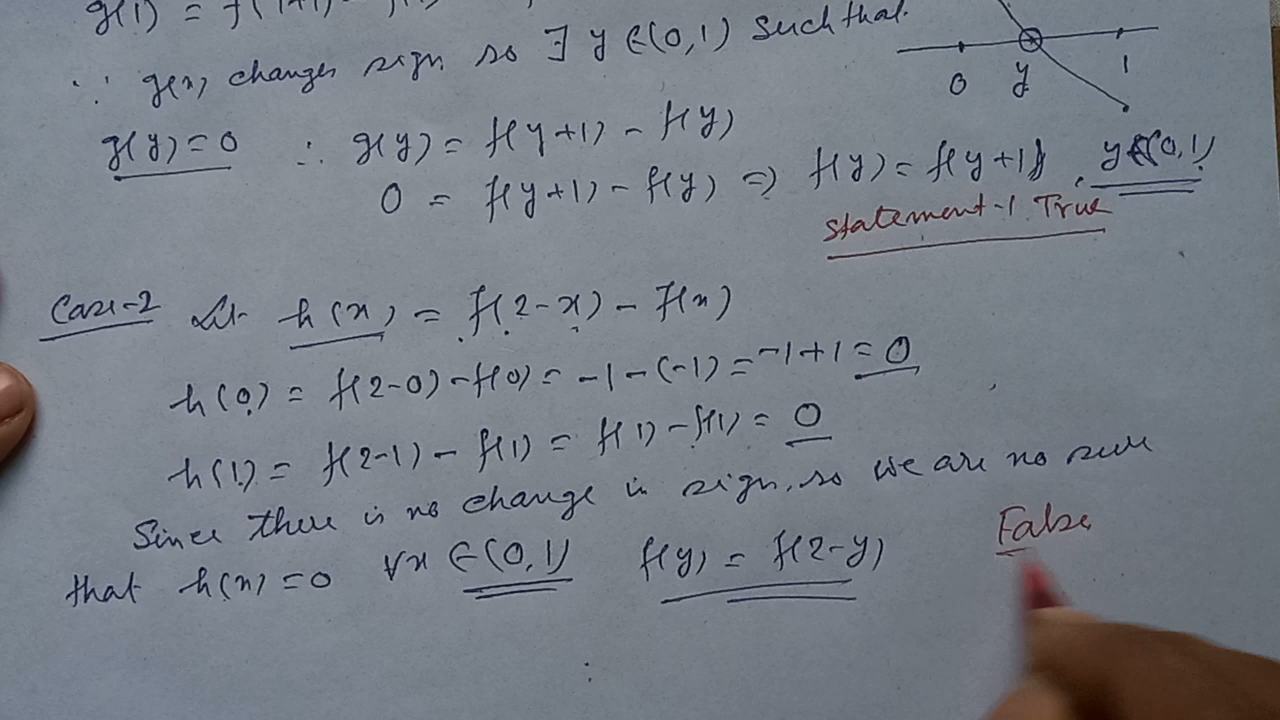 g(1) = f(1+1) -
∵ g(x) changes sign so ∃ y ∈ (0,1) such that
0 y 1
g(y) = 0 ∴ g(y) = f(y+1) - f(y)
0 = f(y+1) - f(y) ⇒ f(y) = f(y+1), y ∈ (0,1)
Statement-1 True
Case-2 Let h(x) = f(2-x) - f(x)
h(0) = f(2-0) - f(0) = -1 - (-1) = -1+1 = 0
h(1) = f(2-1) - f(1) = f(1) - f(1) = 0
Since there is no change in sign, so we are no sure
that h(x) = 0 ∀x ∈ (0,1) f(y) = f(2-y) False